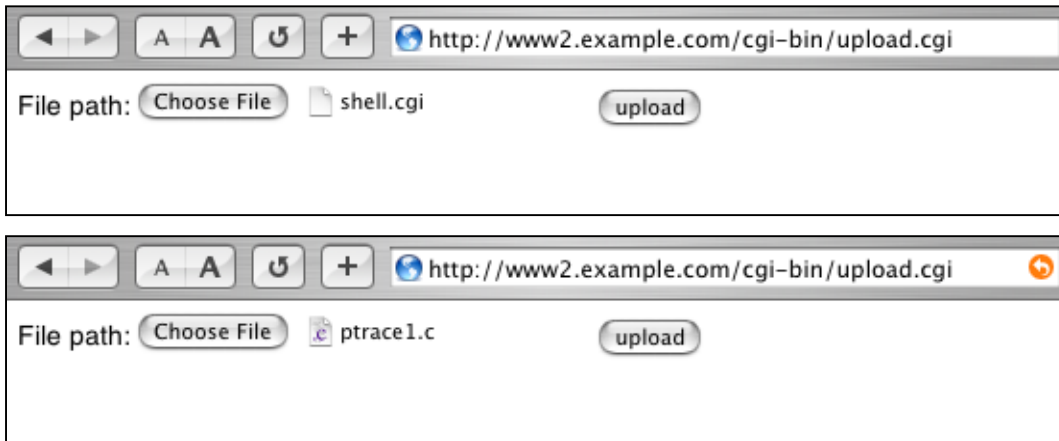 A A + http://www2.example.com/cgi-bin/upload.cgi
File path: Choose File shell.cgi upload
A A + http://www2.example.com/cgi-bin/upload.cgi
File path: Choose File .c ptrace1.c upload